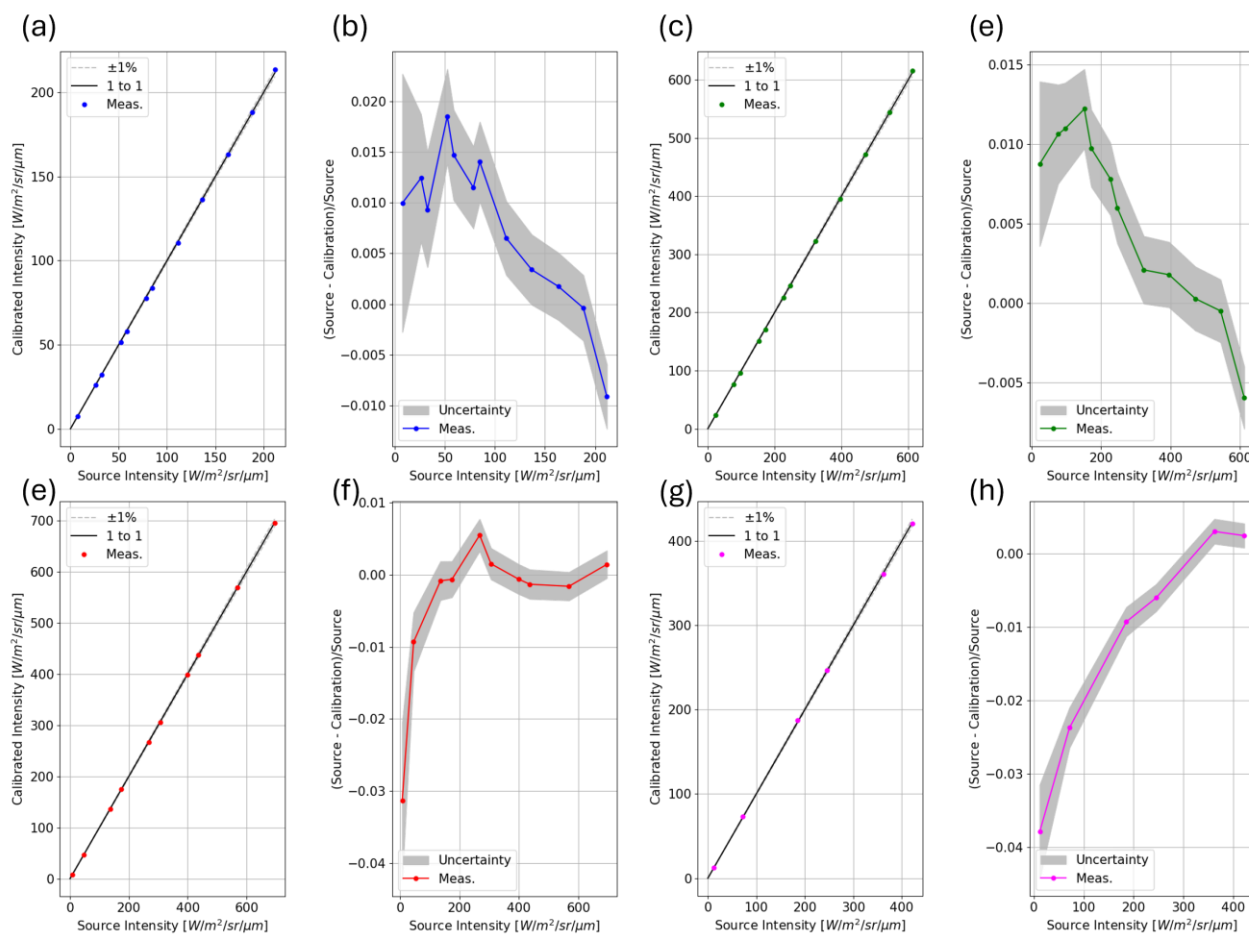 (a)
±1%
1 to 1
Meas.
Calibrated Intensity [W/m²/sr/μm]
200
150
100
50
0
0 50 100 150 200
Source Intensity [W/m²/sr/μm]
(b)
(Source - Calibration)/Source
0.020
0.015
0.010
0.005
0.000
−0.005
−0.010
Uncertainty
Meas.
0 50 100 150 200
Source Intensity [W/m²/sr/μm]
(c)
±1%
1 to 1
Meas.
Calibrated Intensity [W/m²/sr/μm]
600
500
400
300
200
100
0
0 200 400 600
Source Intensity [W/m²/sr/μm]
(e)
(Source - Calibration)/Source
0.015
0.010
0.005
0.000
−0.005
Uncertainty
Meas.
0 200 400 600
Source Intensity [W/m²/sr/μm]
(e)
±1%
1 to 1
Meas.
Calibrated Intensity [W/m²/sr/μm]
700
600
500
400
300
200
100
0
0 200 400 600
Source Intensity [W/m²/sr/μm]
(f)
(Source - Calibration)/Source
0.01
0.00
−0.01
−0.02
−0.03
−0.04
Uncertainty
Meas.
0 200 400 600
Source Intensity [W/m²/sr/μm]
(g)
±1%
1 to 1
Meas.
Calibrated Intensity [W/m²/sr/μm]
400
300
200
100
0
0 100 200 300 400
Source Intensity [W/m²/sr/μm]
(h)
(Source - Calibration)/Source
0.00
−0.01
−0.02
−0.03
−0.04
Uncertainty
Meas.
0 100 200 300 400
Source Intensity [W/m²/sr/μm]